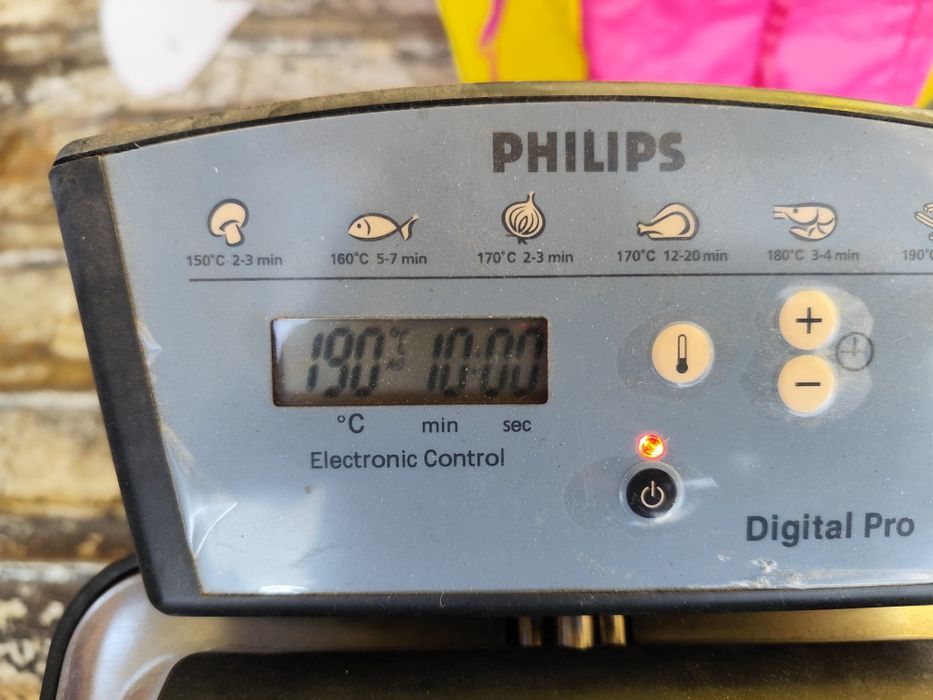 PHILIPS
150°C 2-3 min 160°C 5-7 min 170°C 2-3 min 170°C 12-20 min 180°C 3-4 min 190°C
190°C 10:00
°C min sec
Electronic Control
+
−
Digital Pro